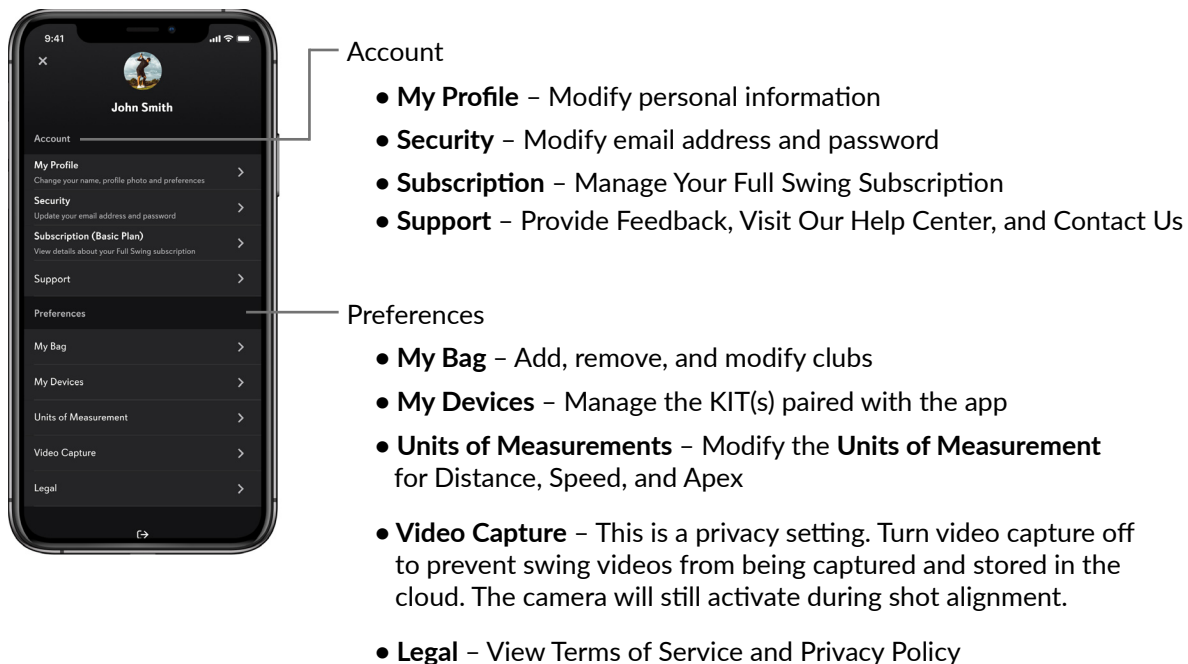 9:41
John Smith
Account
My Profile
Change your name, profile photo and preferences
Security
Update your email address and password
Subscription (Basic Plan)
View details about your Full Swing subscription
Support
Preferences
My Bag
My Devices
Units of Measurement
Video Capture
Legal
Account
• My Profile – Modify personal information
• Security – Modify email address and password
• Subscription – Manage Your Full Swing Subscription
• Support – Provide Feedback, Visit Our Help Center, and Contact Us
Preferences
• My Bag – Add, remove, and modify clubs
• My Devices – Manage the KIT(s) paired with the app
• Units of Measurements – Modify the Units of Measurement
for Distance, Speed, and Apex
• Video Capture – This is a privacy setting. Turn video capture off
to prevent swing videos from being captured and stored in the
cloud. The camera will still activate during shot alignment.
• Legal – View Terms of Service and Privacy Policy